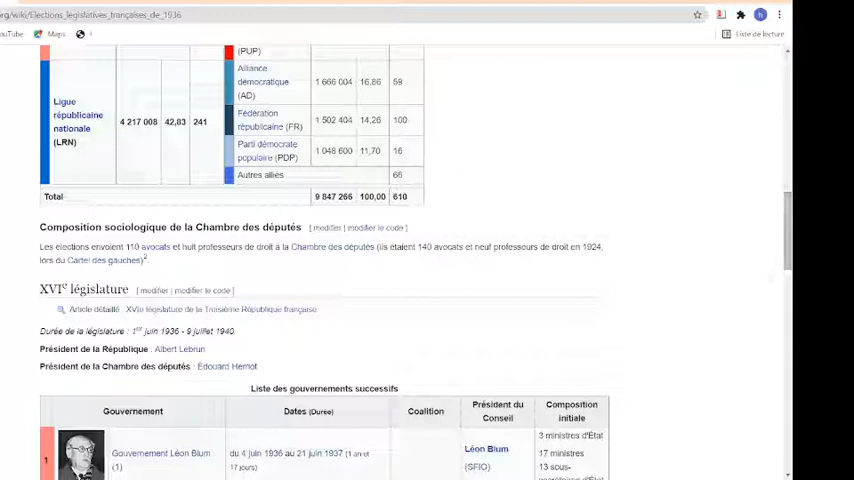 org/wiki/Élections_législatives_françaises_de_1936
YouTube Maps
Liste de lecture
(PUP)
Ligue républicaine nationale (LRN) 4 217 008 42,83 241
Alliance démocratique (AD) 1 666 004 16,86 59
Fédération républicaine (FR) 1 502 404 14,26 100
Parti démocrate populaire (PDP) 1 048 600 11,70 16
Autres alliés 66
Total 9 847 266 100,00 610
Composition sociologique de la Chambre des députés [ modifier | modifier le code ]
Les élections envoient 110 avocats et huit professeurs de droit à la Chambre des députés (ils étaient 140 avocats et neuf professeurs de droit en 1924,
lors du Cartel des gauches)2.
XVIe législature [ modifier | modifier le code ]
Article détaillé : XVIe législature de la Troisième République française
Durée de la législature : 1er juin 1936 - 9 juillet 1940.
Président de la République : Albert Lebrun
Président de la Chambre des députés : Édouard Herriot
Liste des gouvernements successifs
Gouvernement Dates (Durée) Coalition Président du Conseil Composition initiale
1 Gouvernement Léon Blum (1) du 4 juin 1936 au 21 juin 1937 (1 an et 17 jours) Léon Blum (SFIO) 3 ministres d'État
17 ministres
13 sous-